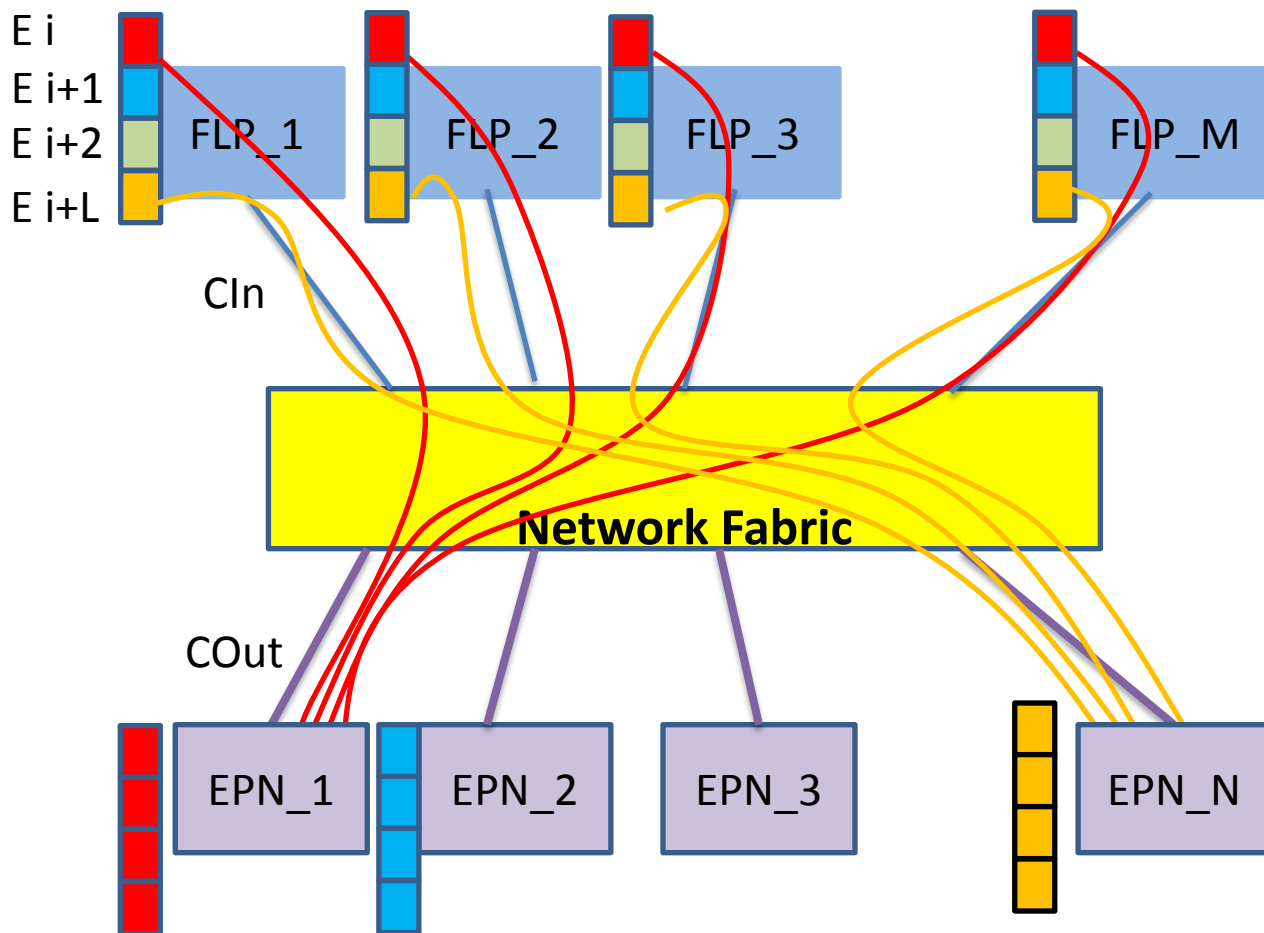 E i
E i+1
E i+2
E i+L
FLP_1
FLP_2
FLP_3
FLP_M
CIn
Network Fabric
COut
EPN_1
EPN_2
EPN_3
EPN_N